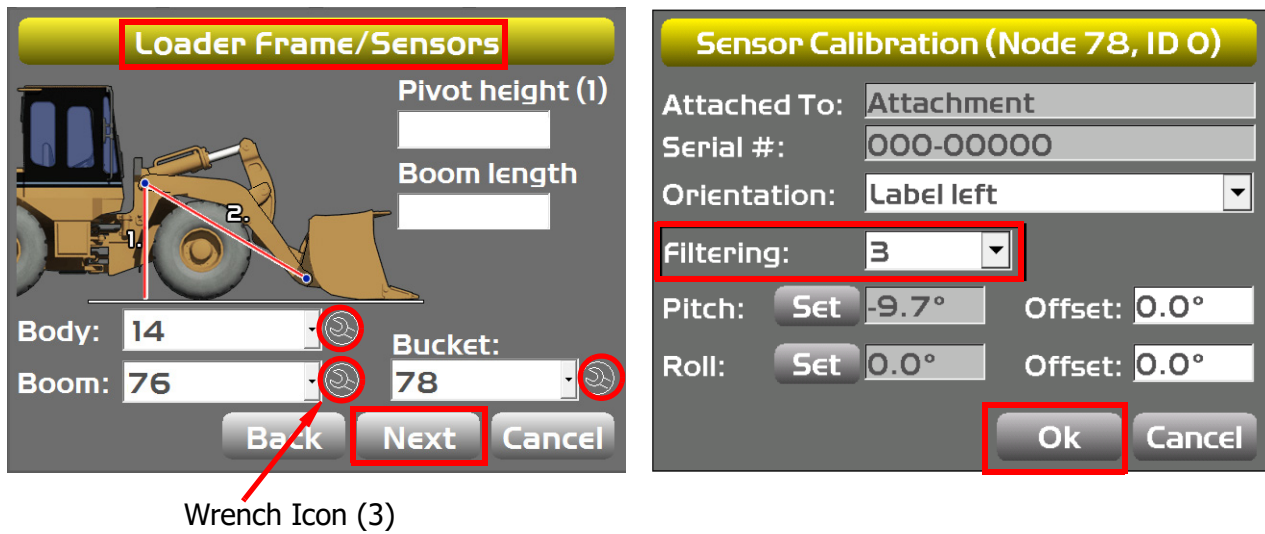 Loader Frame/Sensors
Pivot height (1)
Boom length
1.
2.
Body: 14
Boom: 76
Bucket:
78
Back Next Cancel
Wrench Icon (3)
Sensor Calibration (Node 78, ID 0)
Attached To: Attachment
Serial #: 000-00000
Orientation: Label left
Filtering: 3
Pitch: Set -9.7° Offset: 0.0°
Roll: Set 0.0° Offset: 0.0°
Ok Cancel